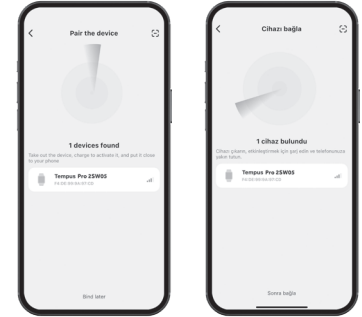 Pair the device
1 devices found
Take out the device, charge to activate it, and put it close
to your phone
Tempus Pro 2SW05
Bind later
Cihazı bağla
1 cihaz bulundu
Cihazı çıkarın, etkinleştirmek için şarj edin ve telefonunuza
yakın tutun.
Tempus Pro 2SW05
Sonra bağla